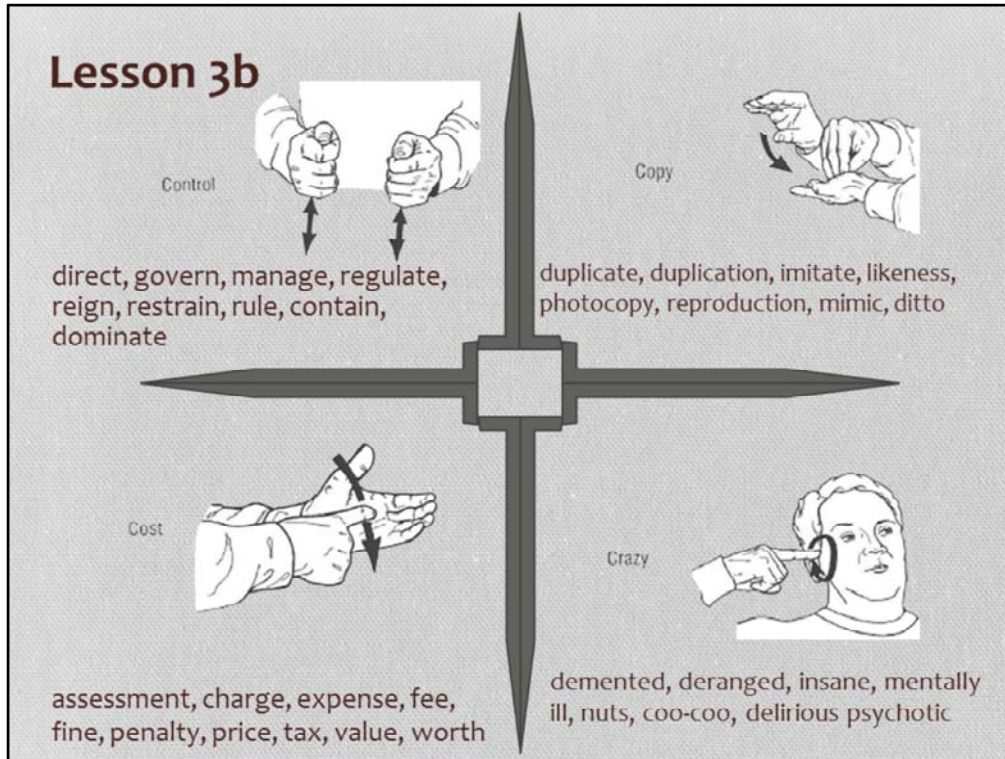 Lesson 3b
Control
direct, govern, manage, regulate,
reign, restrain, rule, contain,
dominate
Copy
duplicate, duplication, imitate, likeness,
photocopy, reproduction, mimic, ditto
Cost
assessment, charge, expense, fee,
fine, penalty, price, tax, value, worth
Crazy
demented, deranged, insane, mentally
ill, nuts, coo-coo, delirious psychotic